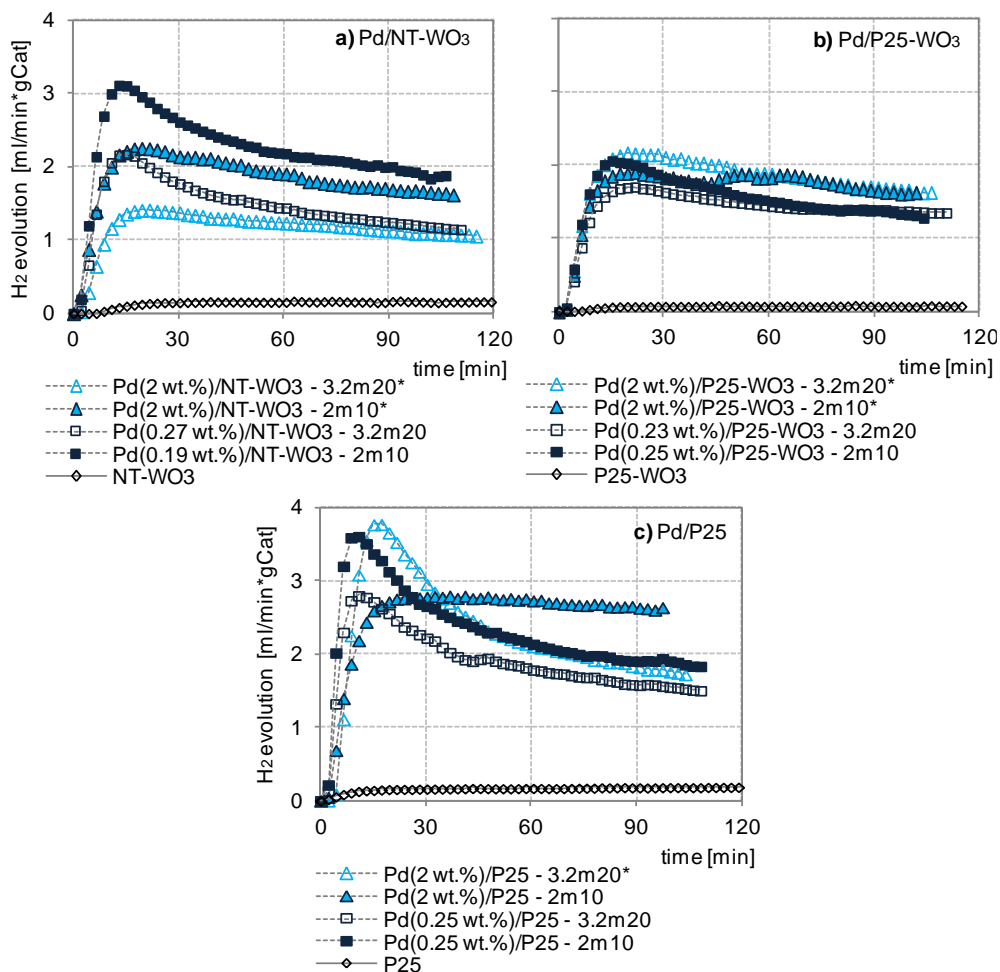 a) Pd/NT-WO3
H2 evolution [ml/min*gCat]
4
3
2
1
0
0 30 60 90 120
time [min]
Pd(2 wt.%)/NT-WO3 - 3.2m20*
Pd(2 wt.%)/NT-WO3 - 2m10*
Pd(0.27 wt.%)/NT-WO3 - 3.2m20
Pd(0.19 wt.%)/NT-WO3 - 2m10
NT-WO3
b) Pd/P25-WO3
0 30 60 90 120
time [min]
Pd(2 wt.%)/P25-WO3 - 3.2m20*
Pd(2 wt.%)/P25-WO3 - 2m10*
Pd(0.23 wt.%)/P25-WO3 - 3.2m20
Pd(0.25 wt.%)/P25-WO3 - 2m10
P25-WO3
c) Pd/P25
H2 evolution [ml/min*gCat]
4
3
2
1
0
0 30 60 90 120
time [min]
Pd(2 wt.%)/P25 - 3.2m20*
Pd(2 wt.%)/P25 - 2m10
Pd(0.25 wt.%)/P25 - 3.2m20
Pd(0.25 wt.%)/P25 - 2m10
P25